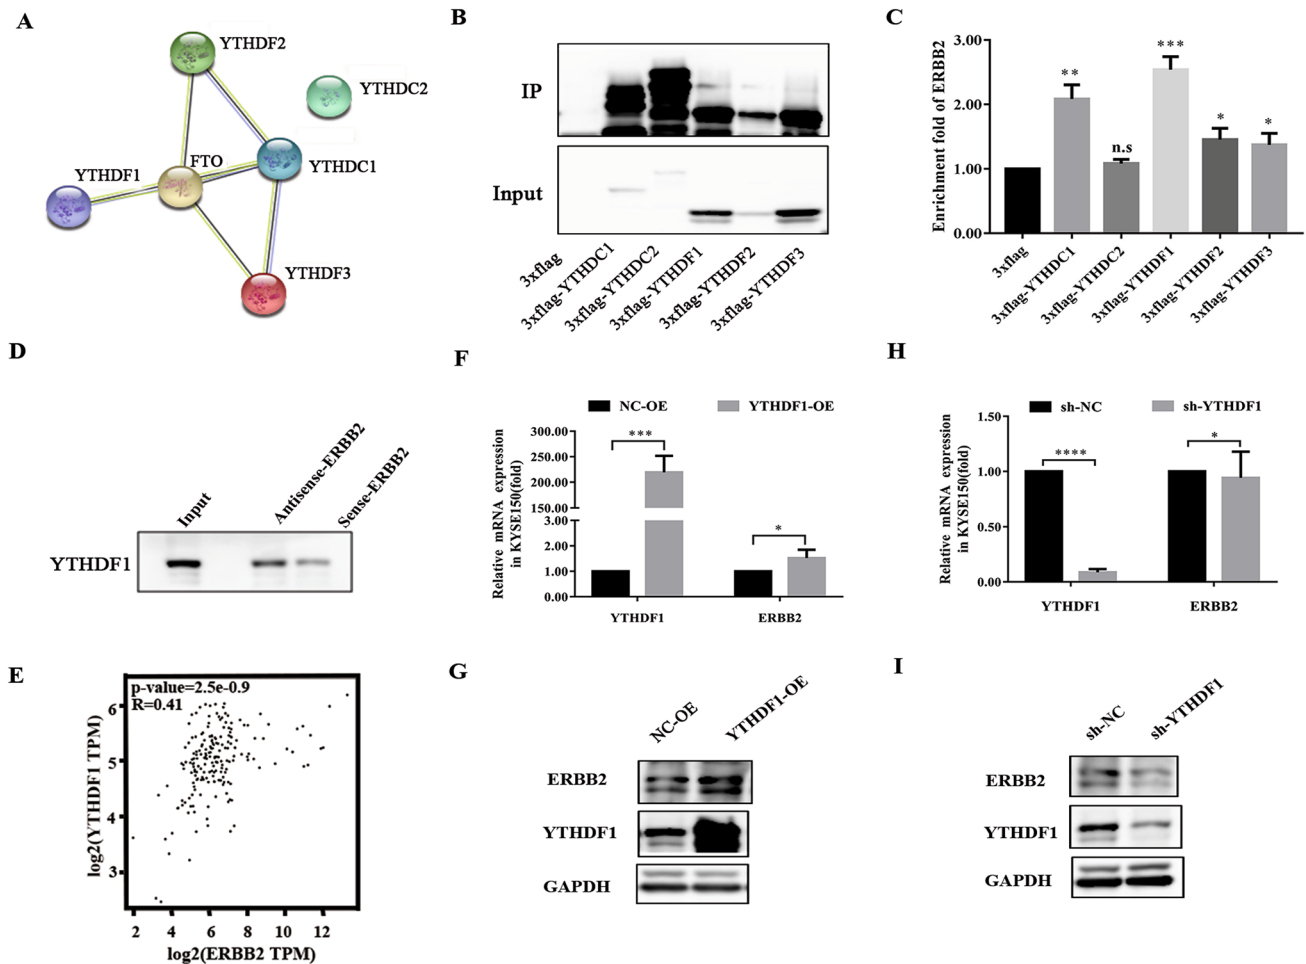 A
YTHDF2
YTHDC2
YTHDF1
FTO
YTHDC1
YTHDF3
B
IP
Input
3xflag
3xflag-YTHDC1
3xflag-YTHDC2
3xflag-YTHDF1
3xflag-YTHDF2
3xflag-YTHDF3
C
Enrichment fold of ERBB2
3.00
2.00
1.00
0.00
**
n.s
***
*
*
3xflag
3xflag-YTHDC1
3xflag-YTHDC2
3xflag-YTHDF1
3xflag-YTHDF2
3xflag-YTHDF3
D
Input
Antisense-ERBB2
Sense-ERBB2
YTHDF1
F
NC-OE
YTHDF1-OE
Relative mRNA expression
in KYSE150(fold)
300.00
250.00
200.00
150.00
3.00
2.00
1.00
0.00
***
*
YTHDF1
ERBB2
H
sh-NC
sh-YTHDF1
Relative mRNA expression
in KYSE150(fold)
1.50
1.00
0.50
0.00
****
*
YTHDF1
ERBB2
E
p-value=2.5e-0.9
R=0.41
log2(YTHDF1 TPM)
6
5
4
3
2 4 6 8 10 12
log2(ERBB2 TPM)
G
NC-OE
YTHDF1-OE
ERBB2
YTHDF1
GAPDH
I
sh-NC
sh-YTHDF1
ERBB2
YTHDF1
GAPDH